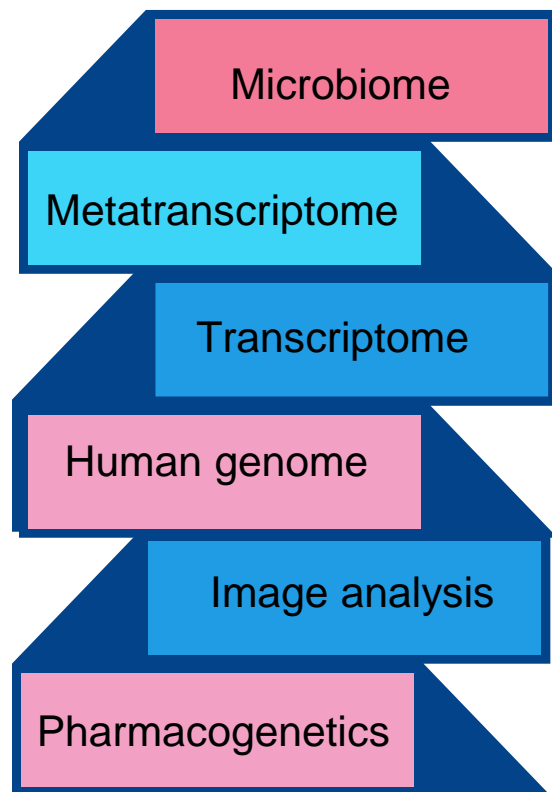 Microbiome
Metatranscriptome
Transcriptome
Human genome
Image analysis
Pharmacogenetics